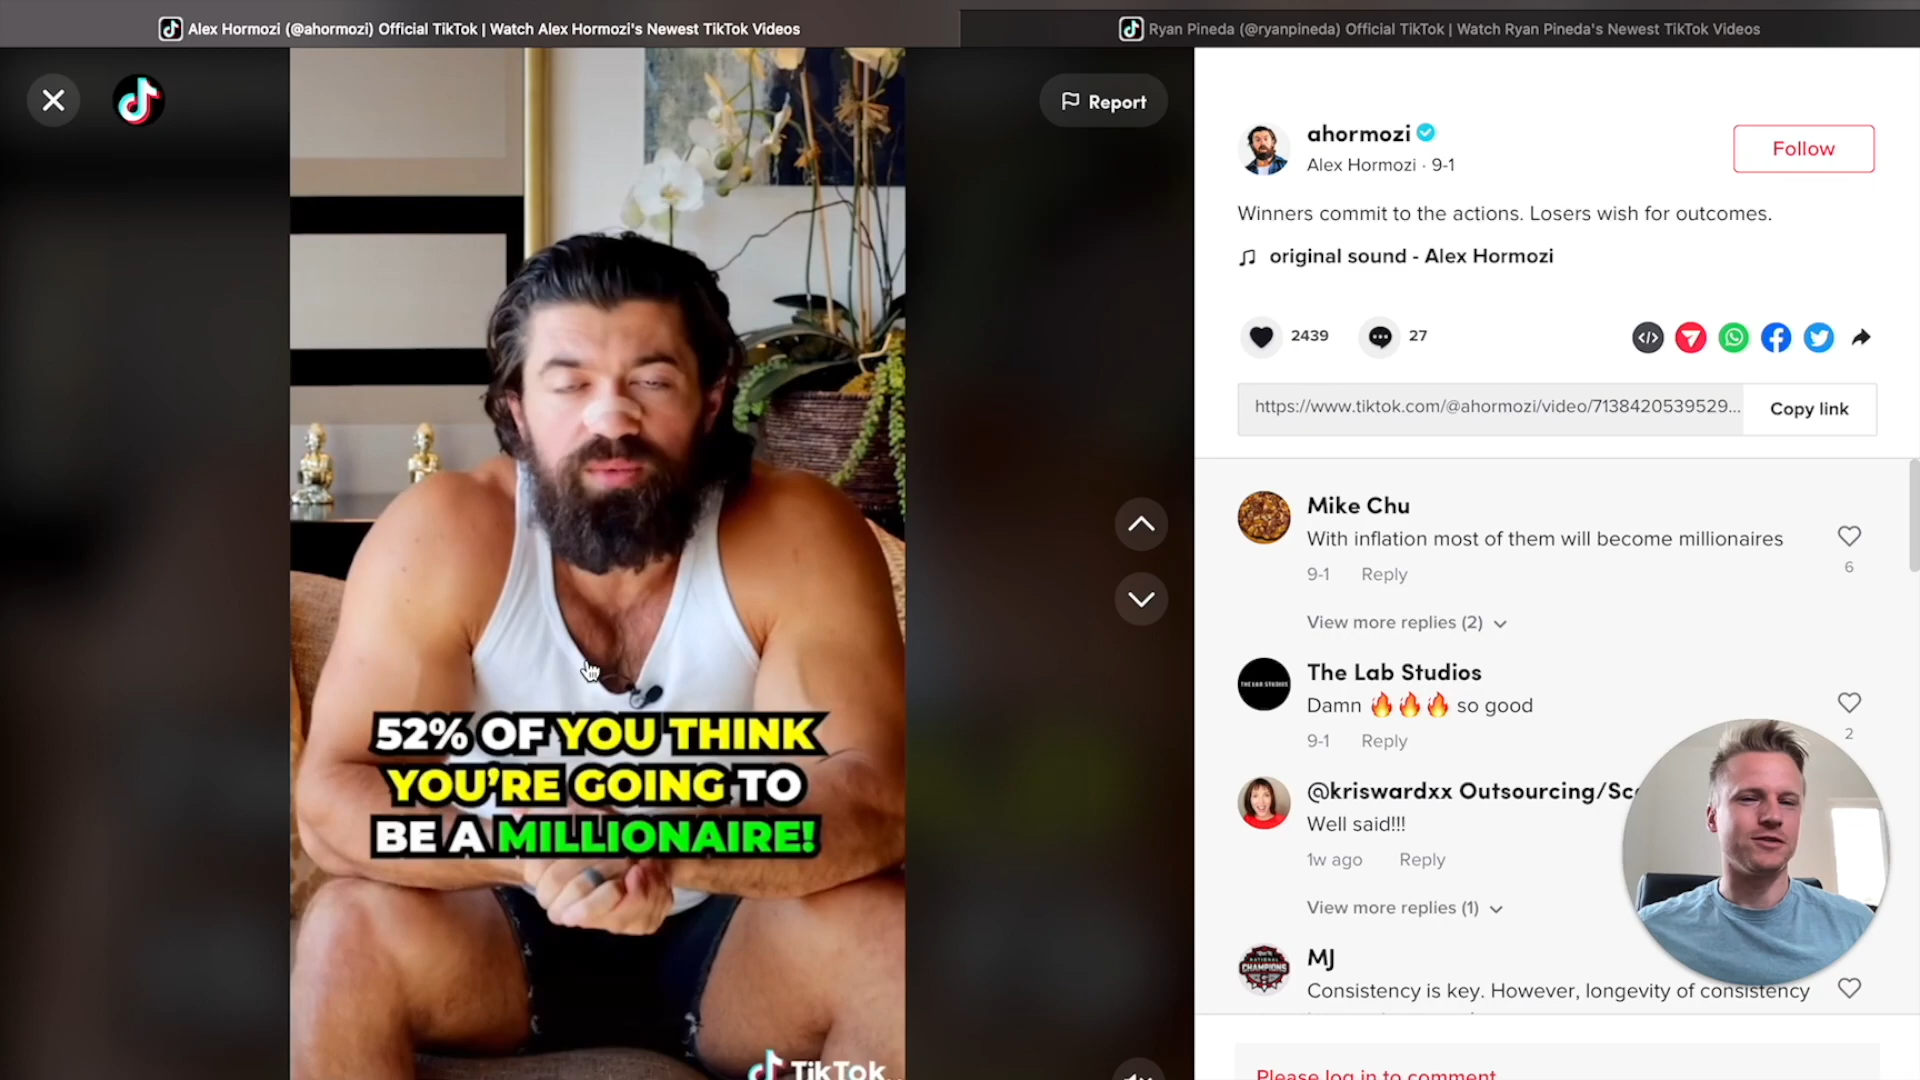 Alex Hormozi (@ahormozi) Official TikTok | Watch Alex Hormozi's Newest TikTok Videos
Ryan Pineda (@ryanpineda) Official TikTok | Watch Ryan Pineda's Newest TikTok Videos
Report
52% OF YOU THINK
YOU'RE GOING TO
BE A MILLIONAIRE!
TikTok
ahormozi
Alex Hormozi · 9-1
Follow
Winners commit to the actions. Losers wish for outcomes.
original sound - Alex Hormozi
2439
27
https://www.tiktok.com/@ahormozi/video/7138420539529...
Copy link
Mike Chu
With inflation most of them will become millionaires
6
9-1 Reply
View more replies (2)
THE LAB STUDIOS
The Lab Studios
Damn 🔥🔥🔥 so good
2
9-1 Reply
@kriswardxx Outsourcing/Sc
Well said!!!
1w ago Reply
View more replies (1)
NATIONAL
CHAMPIONS
MJ
Consistency is key. However, longevity of consistency
Please log in to comment